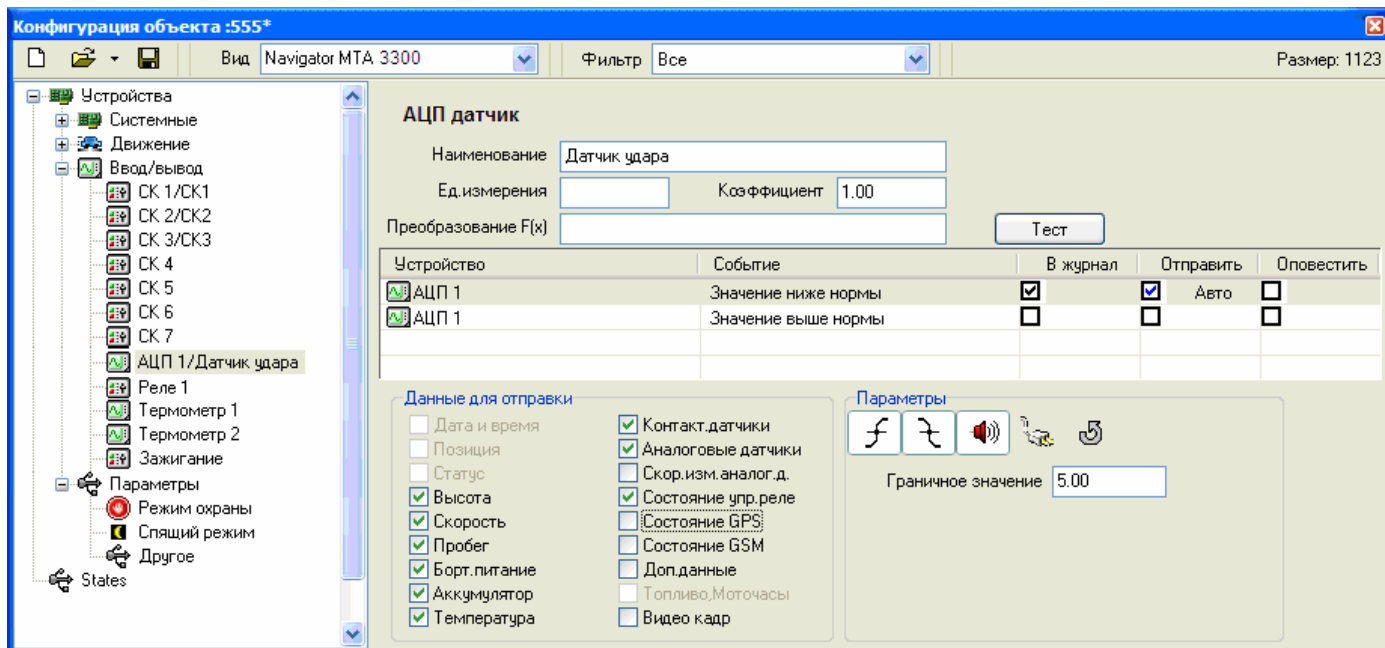 Конфигурация объекта :555*
Вид Navigator MTA 3300 Фильтр Все Размер: 1123
Устройства
Системные
Движение
Ввод/вывод
СК 1/СК1
СК 2/СК2
СК 3/СК3
СК 4
СК 5
СК 6
СК 7
АЦП 1/Датчик удара
Реле 1
Термометр 1
Термометр 2
Зажигание
Параметры
Режим охраны
Спящий режим
Другое
States
АЦП датчик
Наименование Датчик удара
Ед.измерения Коэффициент 1.00
Преобразование F(x) Тест
Устройство Событие В журнал Отправить Оповестить
АЦП 1 Значение ниже нормы Авто
АЦП 1 Значение выше нормы
Данные для отправки
Дата и время
Позиция
Статус
Высота
Скорость
Пробег
Борт.питание
Аккумулятор
Температура
Контакт.датчики
Аналоговые датчики
Скор.изм.аналог.д.
Состояние упр.реле
Состояние GPS
Состояние GSM
Доп.данные
Топливо,Моточасы
Видео кадр
Параметры
Граничное значение 5.00